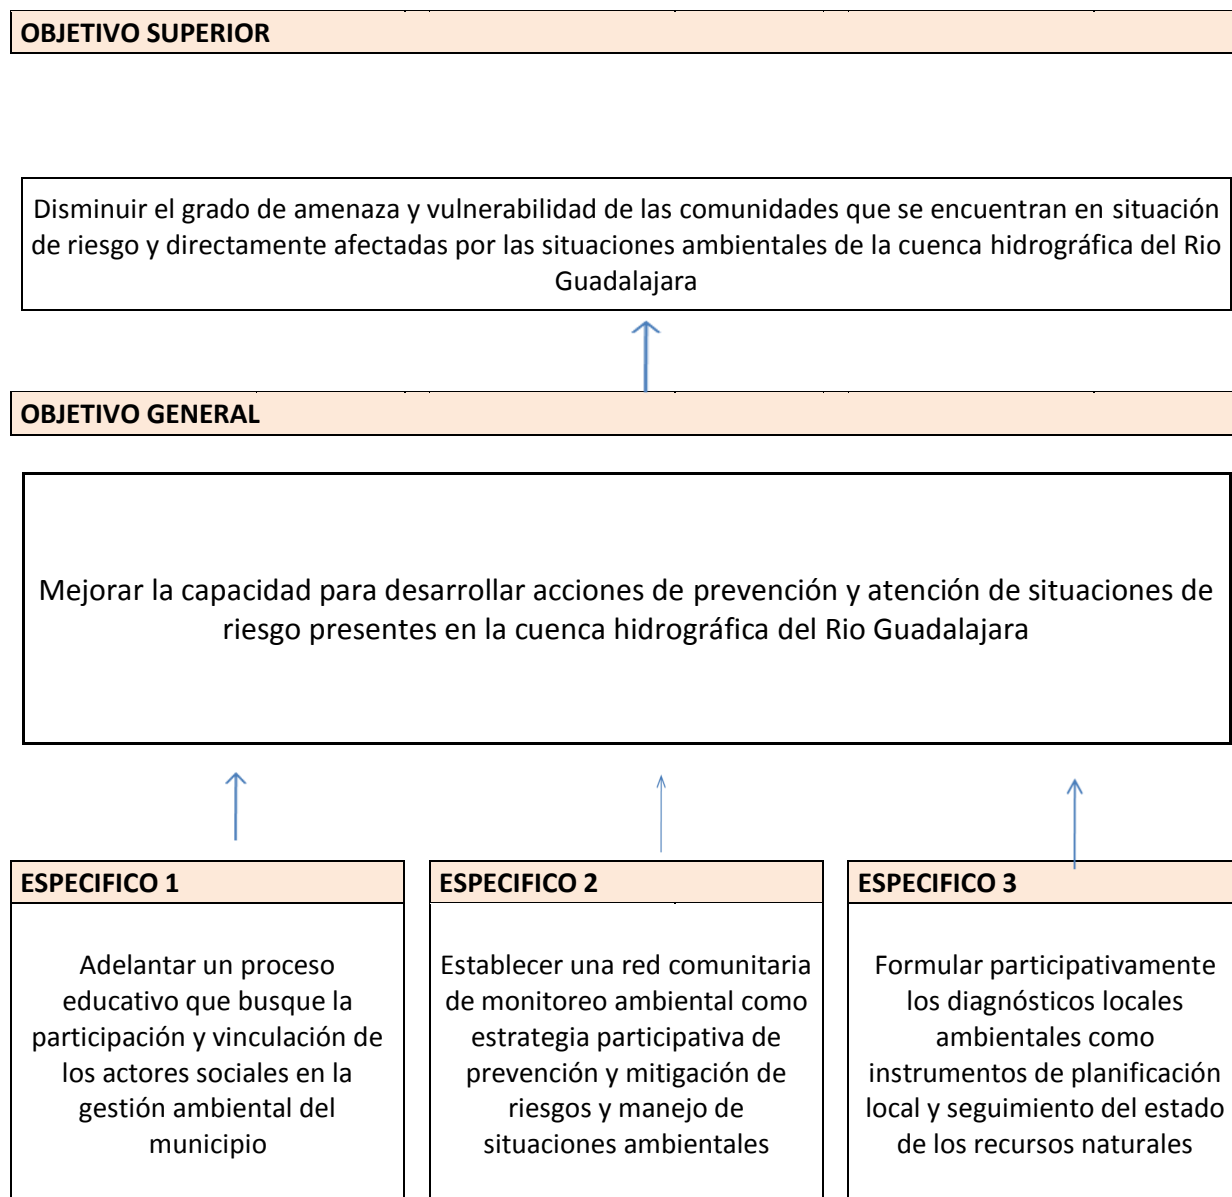 OBJETIVO SUPERIOR
Disminuir el grado de amenaza y vulnerabilidad de las comunidades que se encuentran en situación
de riesgo y directamente afectadas por las situaciones ambientales de la cuenca hidrográfica del Rio
Guadalajara
OBJETIVO GENERAL
Mejorar la capacidad para desarrollar acciones de prevención y atención de situaciones de
riesgo presentes en la cuenca hidrográfica del Rio Guadalajara
ESPECIFICO 1
Adelantar un proceso
educativo que busque la
participación y vinculación de
los actores sociales en la
gestión ambiental del
municipio
ESPECIFICO 2
Establecer una red comunitaria
de monitoreo ambiental como
estrategia participativa de
prevención y mitigación de
riesgos y manejo de
situaciones ambientales
ESPECIFICO 3
Formular participativamente
los diagnósticos locales
ambientales como
instrumentos de planificación
local y seguimiento del estado
de los recursos naturales